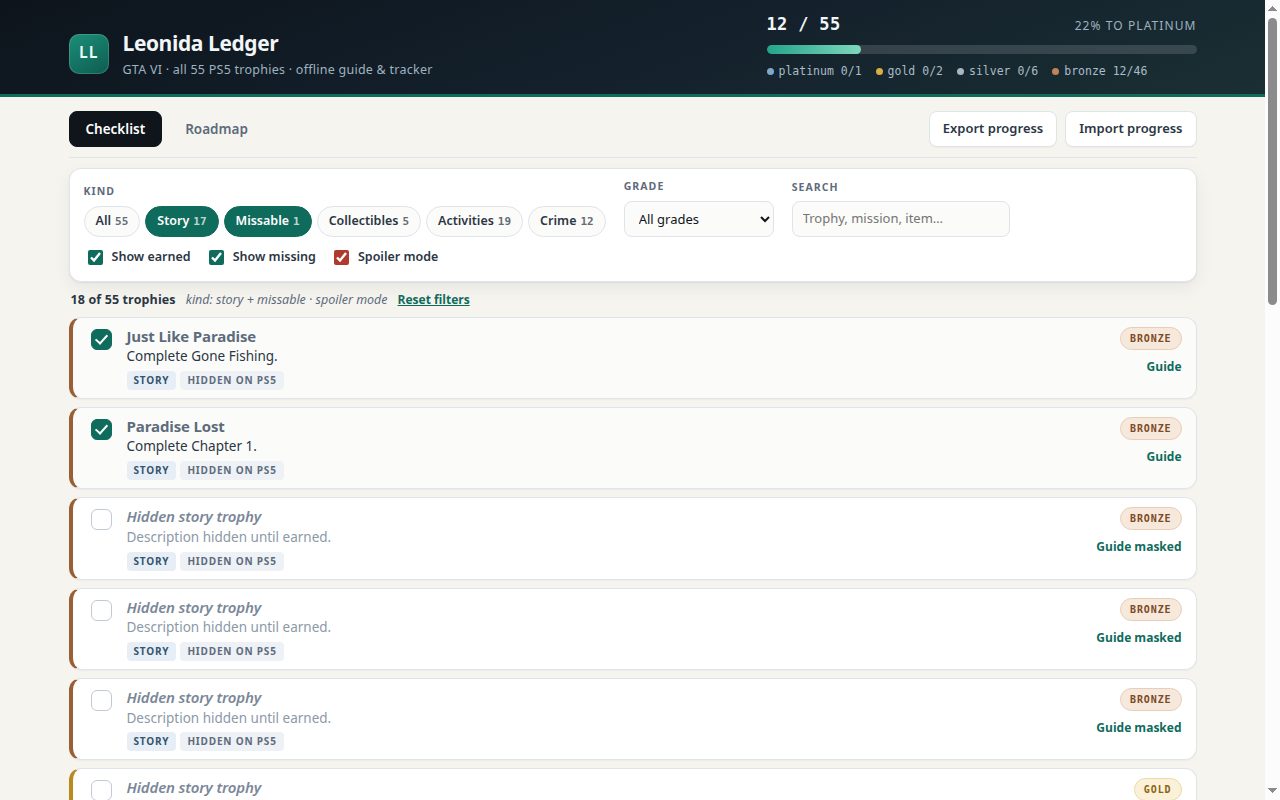 LL
Leonida Ledger
GTA VI · all 55 PS5 trophies · offline guide & tracker
12 / 55
22% TO PLATINUM
platinum 0/1 gold 0/2 silver 0/6 bronze 12/46
Checklist
Roadmap
Export progress
Import progress
KIND
All 55
Story 17
Missable 1
Collectibles 5
Activities 19
Crime 12
GRADE
All grades
SEARCH
Trophy, mission, item...
Show earned
Show missing
Spoiler mode
18 of 55 trophies kind: story + missable · spoiler mode Reset filters
Just Like Paradise
Complete Gone Fishing.
STORY HIDDEN ON PS5
BRONZE
Guide
Paradise Lost
Complete Chapter 1.
STORY HIDDEN ON PS5
BRONZE
Guide
Hidden story trophy
Description hidden until earned.
STORY HIDDEN ON PS5
BRONZE
Guide masked
Hidden story trophy
Description hidden until earned.
STORY HIDDEN ON PS5
BRONZE
Guide masked
Hidden story trophy
Description hidden until earned.
STORY HIDDEN ON PS5
BRONZE
Guide masked
Hidden story trophy
GOLD